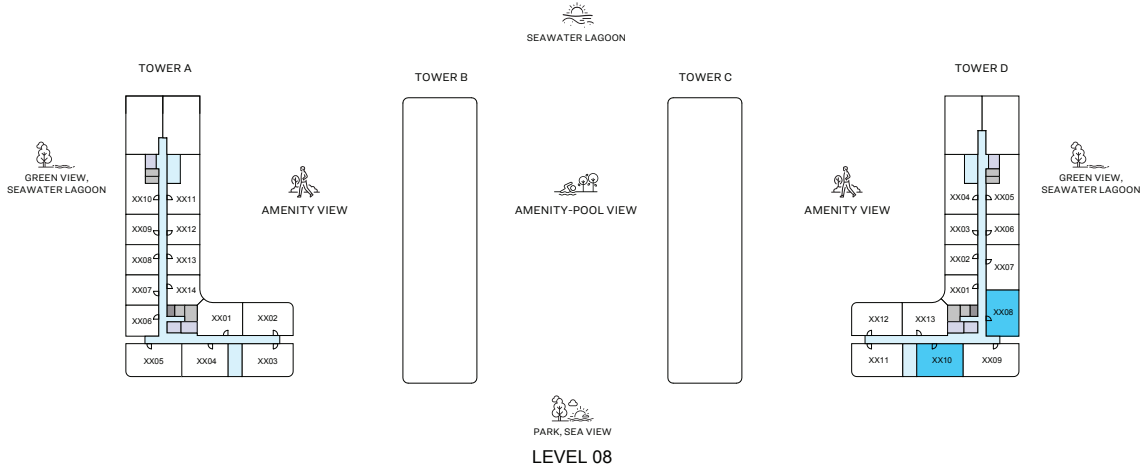 SEAWATER LAGOON
TOWER A
TOWER B
TOWER C
TOWER D
GREEN VIEW,
SEAWATER LAGOON
AMENITY VIEW
AMENITY-POOL VIEW
AMENITY VIEW
GREEN VIEW,
SEAWATER LAGOON
XX10 XX11
XX09 XX12
XX08 XX13
XX07 XX14
XX06 XX01 XX02
XX05 XX04 XX03
XX04 XX05
XX03 XX06
XX02 XX07
XX01
XX12 XX13 XX08
XX11 XX10 XX09
PARK, SEA VIEW
LEVEL 08